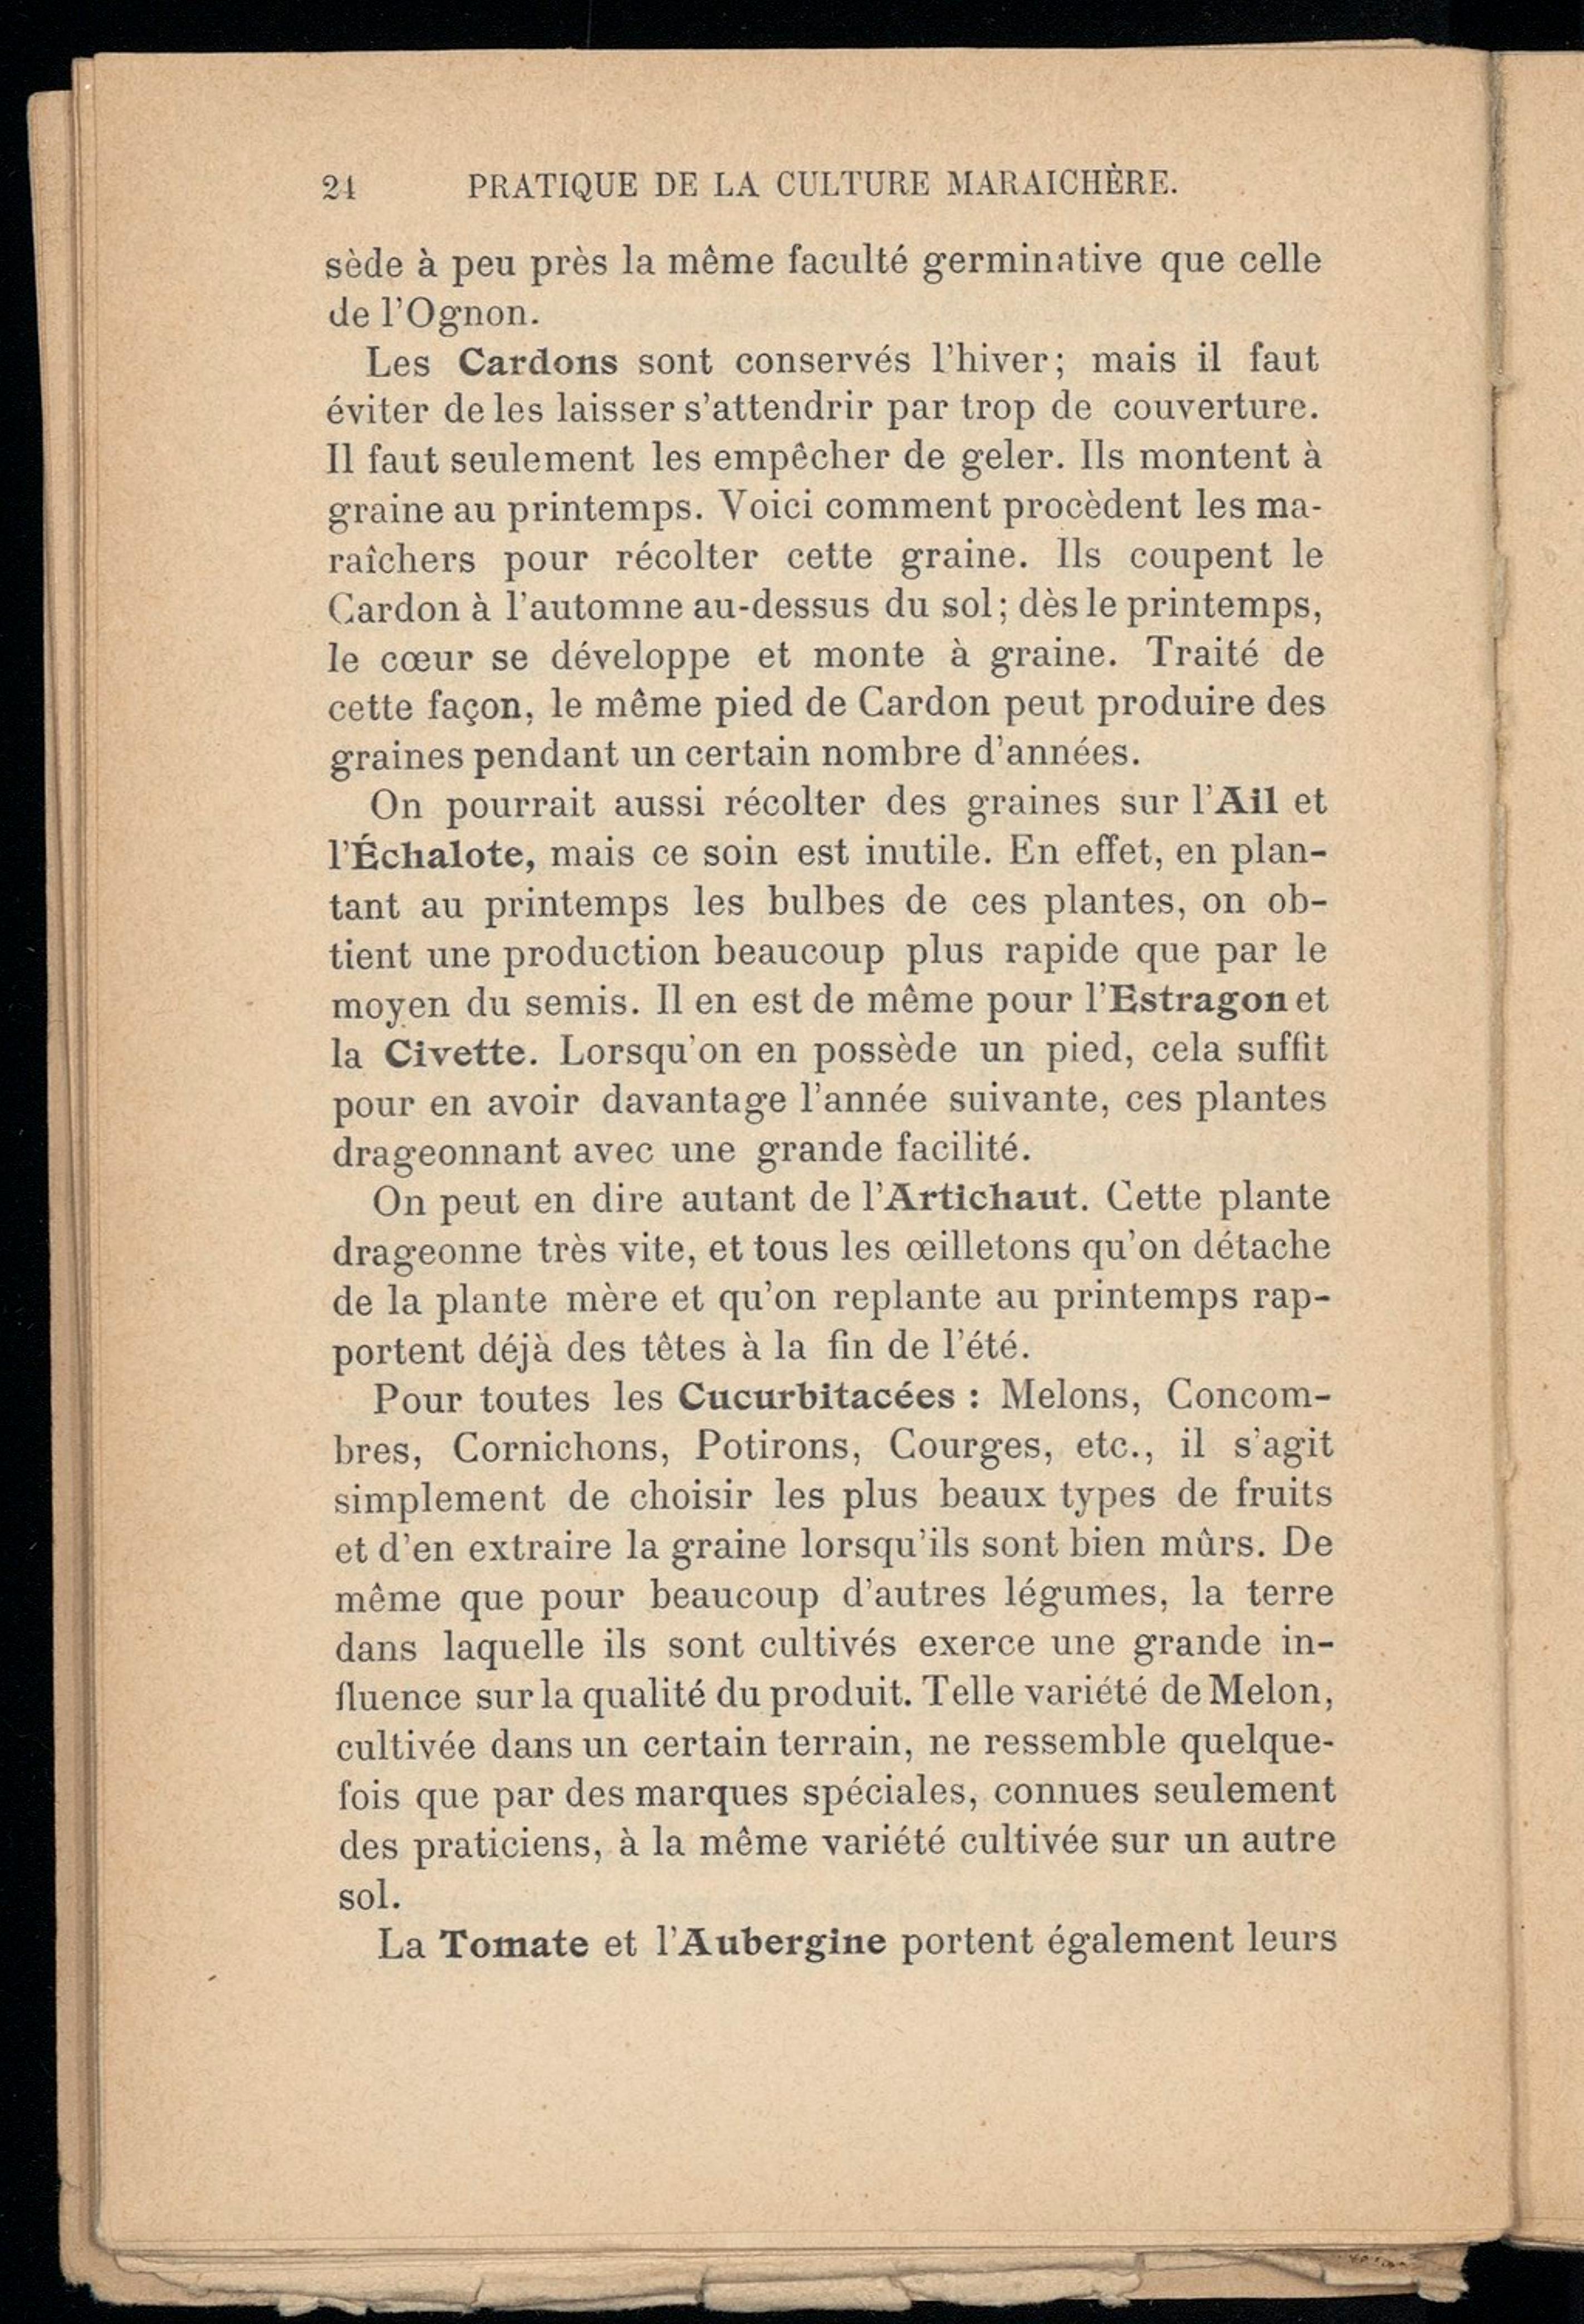 24 PRATIQUE DE LA CULTURE MARAICHÈRE.
sède à peu près la même faculté germinative que celle
de l'Ognon.
Les Cardons sont conservés l'hiver; mais il faut
éviter de les laisser s'attendrir par trop de couverture.
Il faut seulement les empêcher de geler. Ils montent à
graine au printemps. Voici comment procèdent les ma-
raîchers pour récolter cette graine. Ils coupent le
Cardon à l'automne au-dessus du sol; dès le printemps,
le cœur se développe et monte à graine. Traité de
cette façon, le même pied de Cardon peut produire des
graines pendant un certain nombre d'années.
On pourrait aussi récolter des graines sur l'Ail et
l'Échalote, mais ce soin est inutile. En effet, en plan-
tant au printemps les bulbes de ces plantes, on ob-
tient une production beaucoup plus rapide que par le
moyen du semis. Il en est de même pour l'Estragon et
la Civette. Lorsqu'on en possède un pied, cela suffit
pour en avoir davantage l'année suivante, ces plantes
drageonnant avec une grande facilité.
On peut en dire autant de l'Artichaut. Cette plante
drageonne très vite, et tous les œilletons qu'on détache
de la plante mère et qu'on replante au printemps rap-
portent déjà des têtes à la fin de l'été.
Pour toutes les Cucurbitacées : Melons, Concom-
bres, Cornichons, Potirons, Courges, etc., il s'agit
simplement de choisir les plus beaux types de fruits
et d'en extraire la graine lorsqu'ils sont bien mûrs. De
même que pour beaucoup d'autres légumes, la terre
dans laquelle ils sont cultivés exerce une grande in-
fluence sur la qualité du produit. Telle variété de Melon,
cultivée dans un certain terrain, ne ressemble quelque-
fois que par des marques spéciales, connues seulement
des praticiens, à la même variété cultivée sur un autre
sol.
La Tomate et l'Aubergine portent également leurs